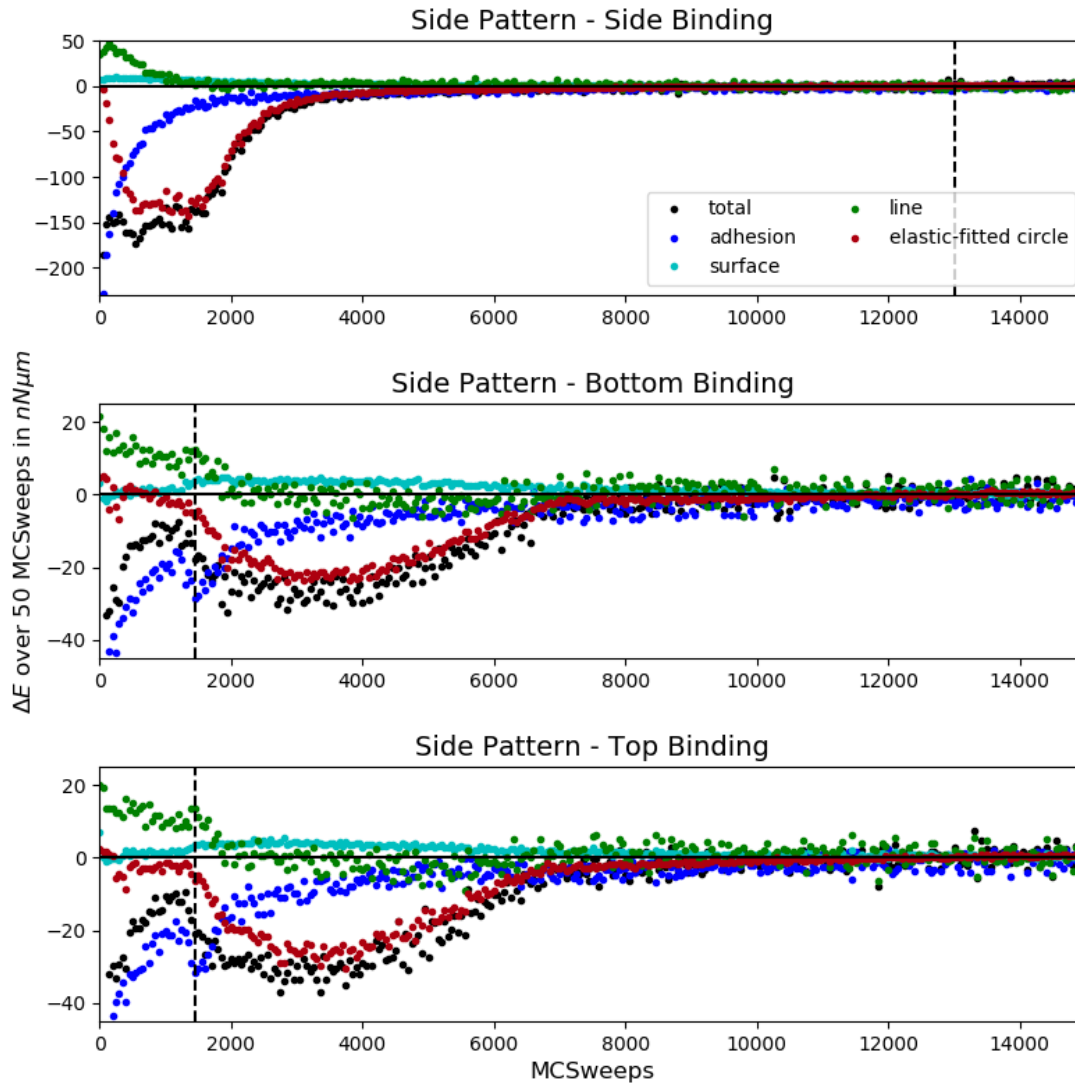 Side Pattern - Side Binding
50
0
−50
−100
−150
−200
total
adhesion
surface
line
elastic-fitted circle
0 2000 4000 6000 8000 10000 12000 14000
Side Pattern - Bottom Binding
20
0
−20
−40
0 2000 4000 6000 8000 10000 12000 14000
ΔE over 50 MCSweeps in nNμm
Side Pattern - Top Binding
20
0
−20
−40
0 2000 4000 6000 8000 10000 12000 14000
MCSweeps